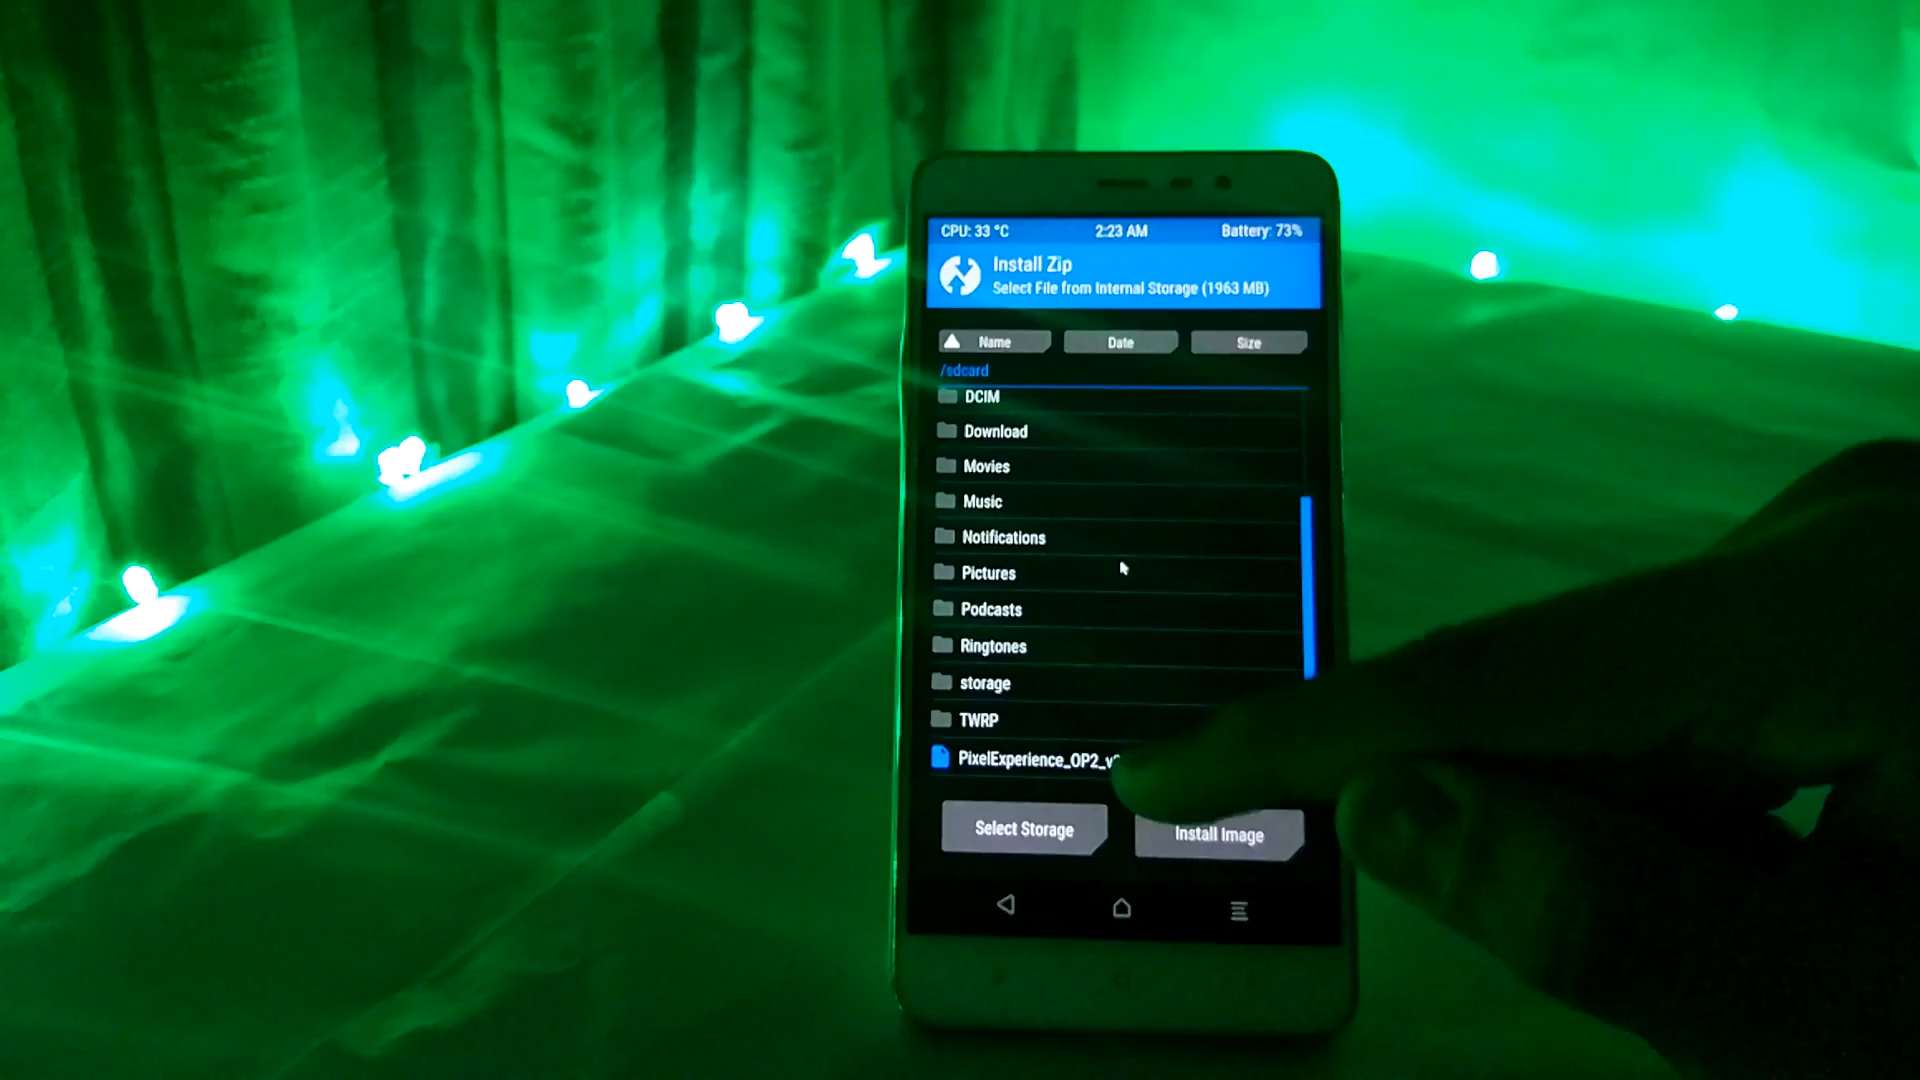 CPU: 33 °C 2:23 AM Battery: 73%
Install Zip
Select File from Internal Storage (1963 MB)
Name Date Size
/sdcard
DCIM
Download
Movies
Music
Notifications
Pictures
Podcasts
Ringtones
storage
TWRP
PixelExperience_OP2_
Select Storage Install Image